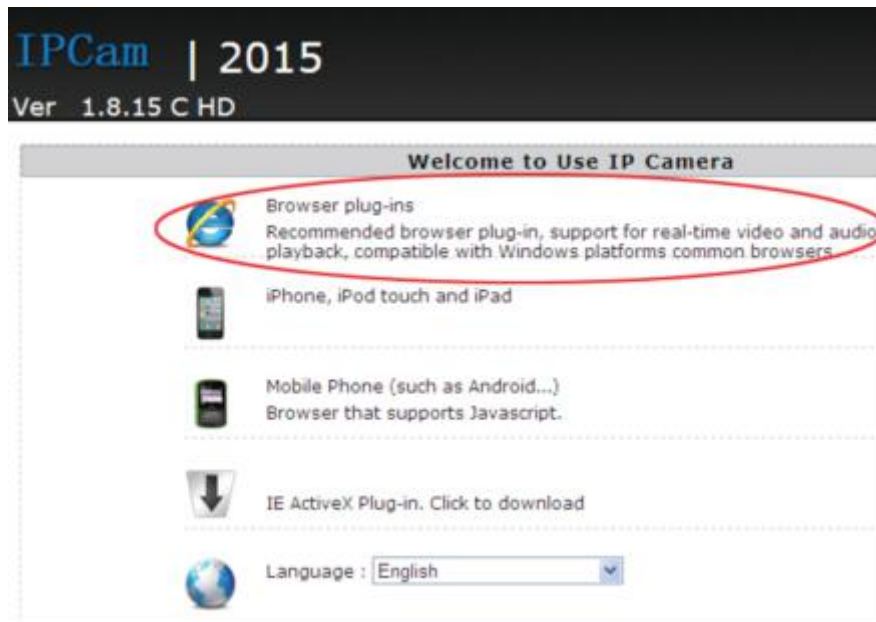 IPCam | 2015
Ver 1.8.15 C HD
Welcome to Use IP Camera
Browser plug-ins
Recommended browser plug-in, support for real-time video and audio
playback, compatible with Windows platforms common browsers
iPhone, iPod touch and iPad
Mobile Phone (such as Android...)
Browser that supports Javascript.
IE ActiveX Plug-in. Click to download
Language : English